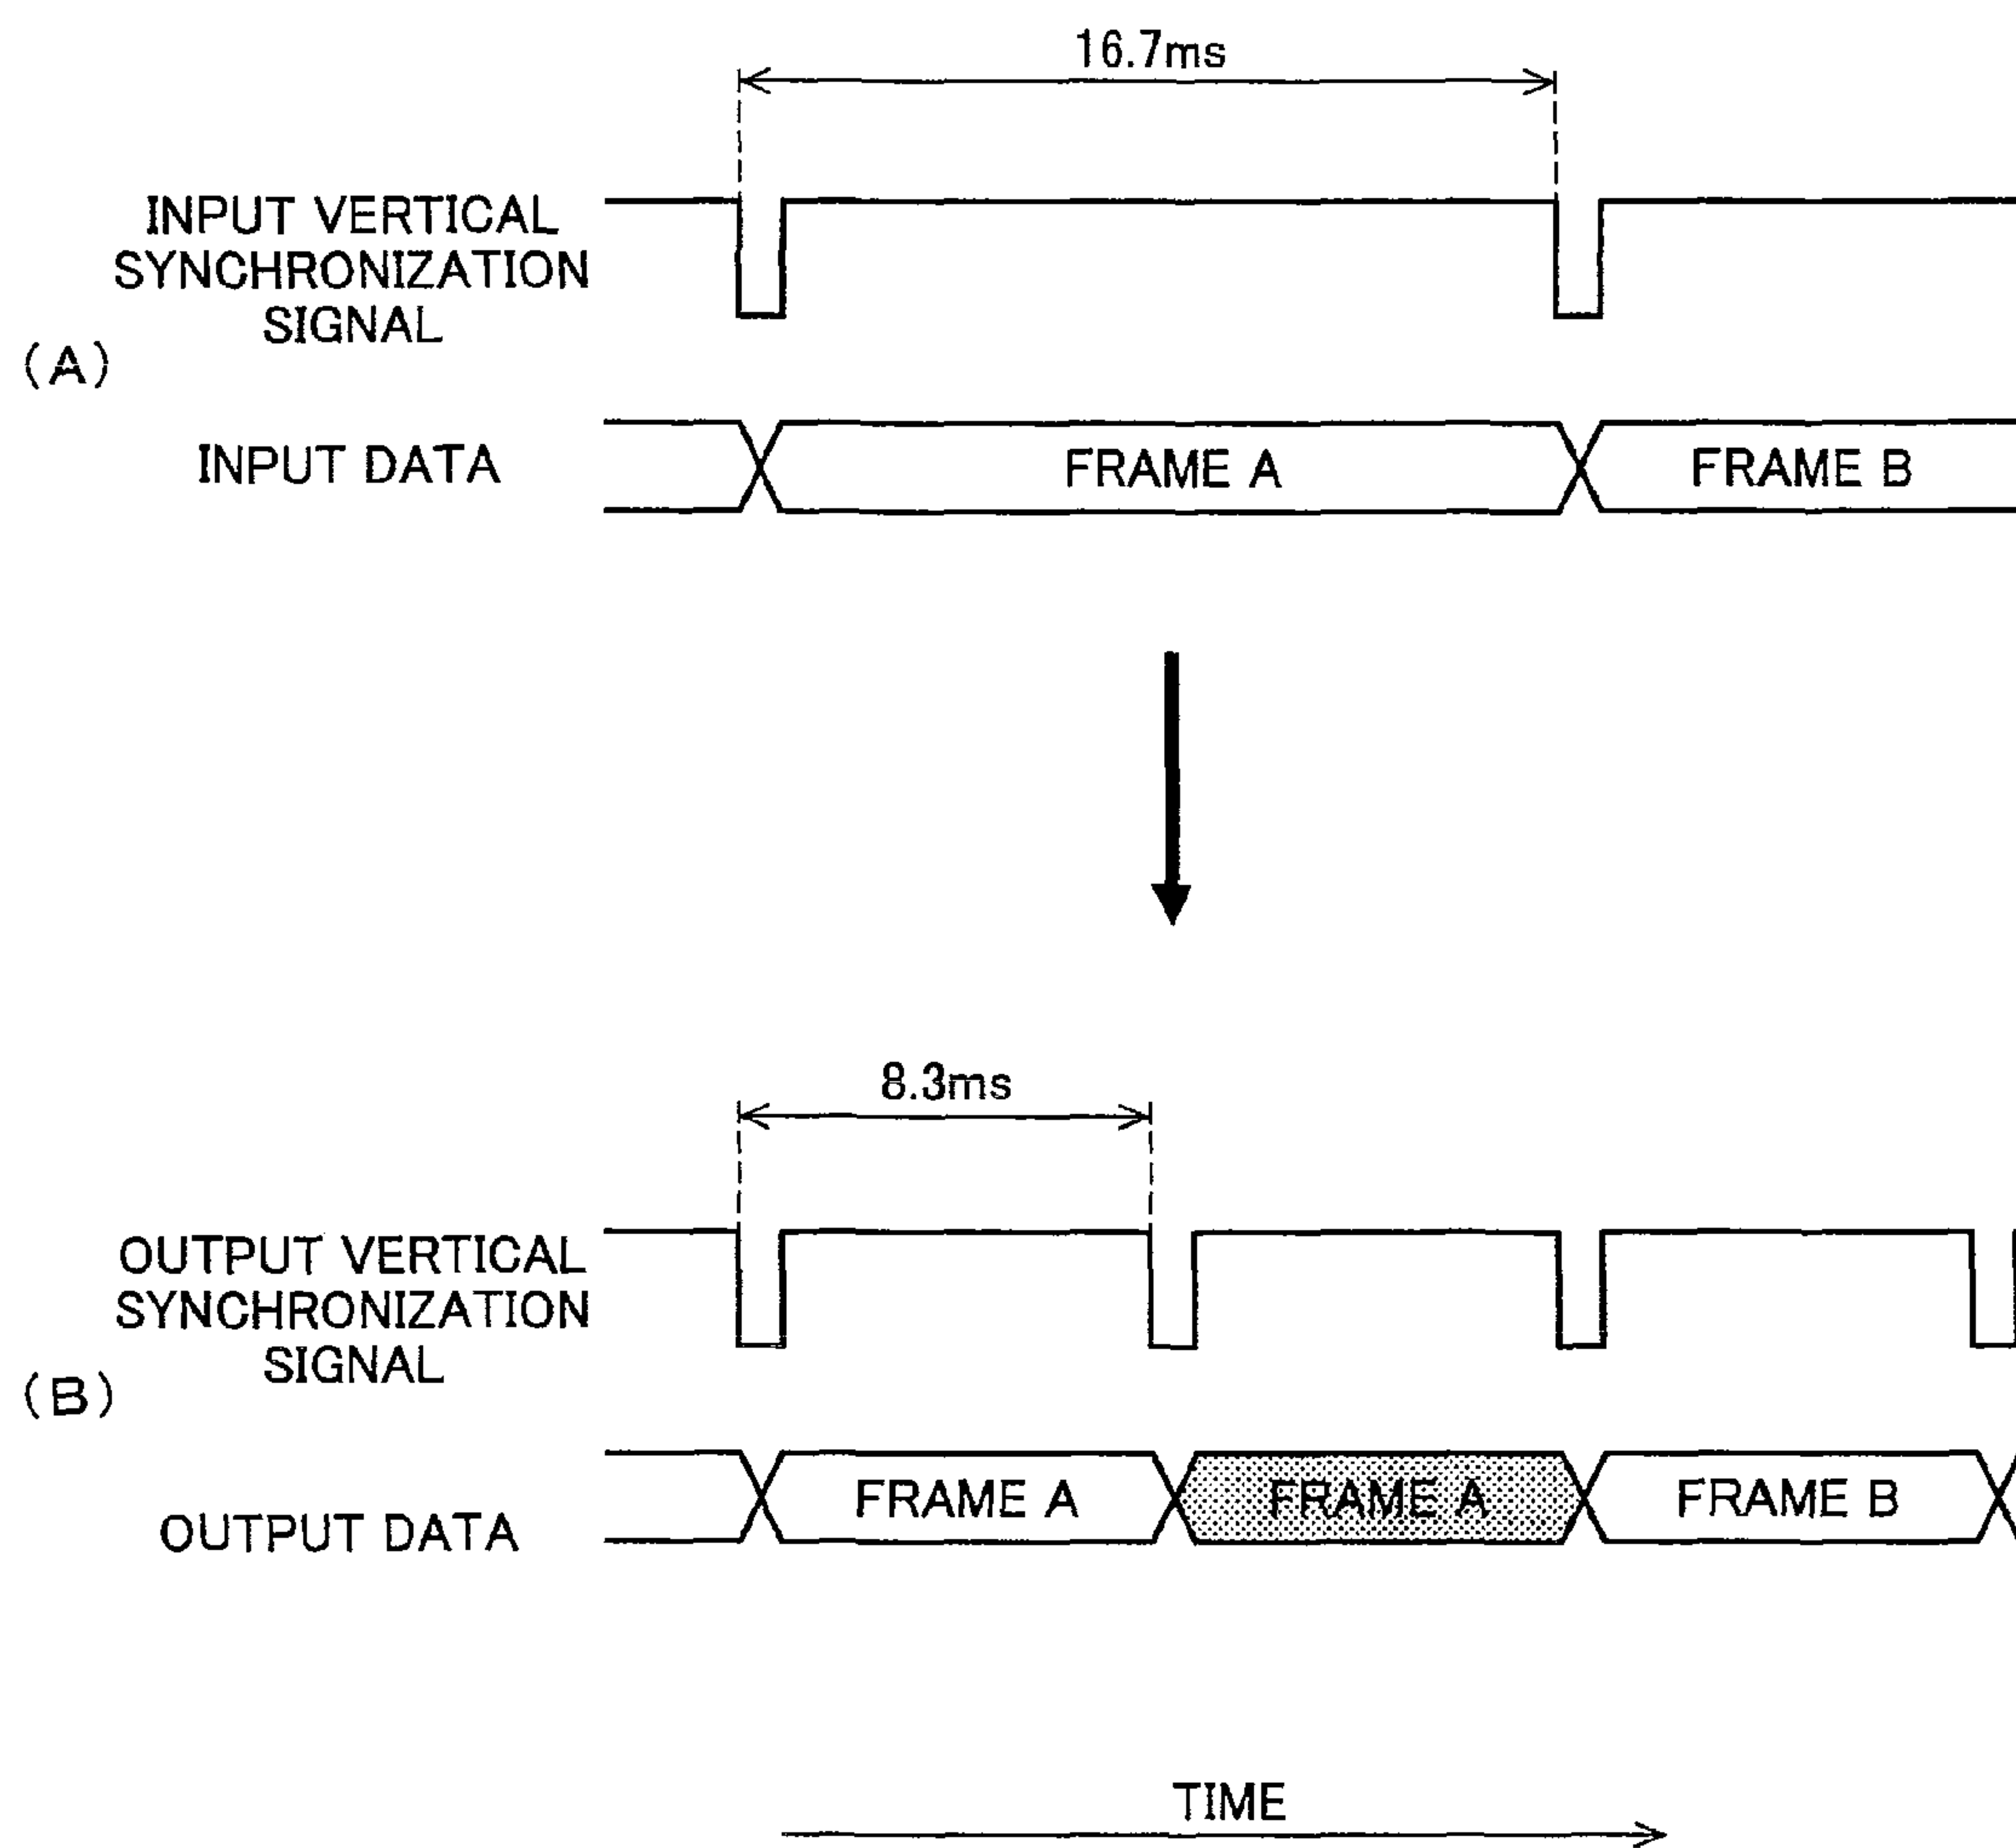 16.7ms
INPUT VERTICAL
SYNCHRONIZATION
SIGNAL
(A)
INPUT DATA
FRAME A
FRAME B
8.3ms
OUTPUT VERTICAL
SYNCHRONIZATION
SIGNAL
(B)
OUTPUT DATA
FRAME A
FRAME A
FRAME B
TIME